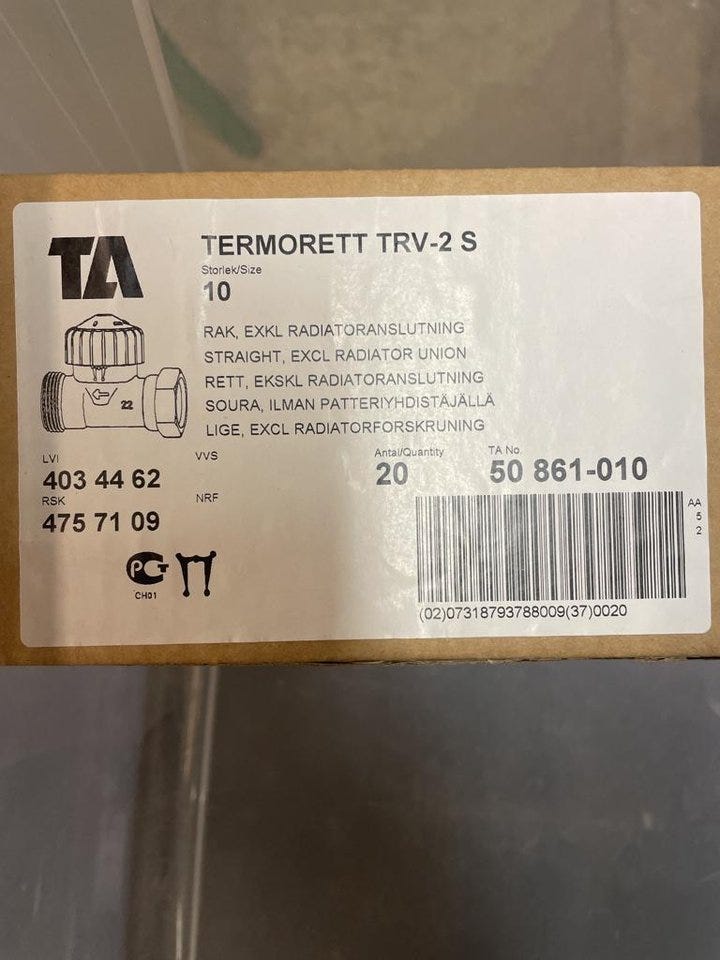 TA
TERMORETT TRV-2 S
Storlek/Size
10
RAK, EXKL RADIATORANSLUTNING
STRAIGHT, EXCL RADIATOR UNION
RETT, EKSKL RADIATORANSLUTNING
SOURA, ILMAN PATTERIYHDISTÄJÄLLÄ
LIGE, EXCL RADIATORFORSKRUNING
22
LVI
403 44 62
VVS
Antal/Quantity
20
TA No.
50 861-010
RSK
475 71 09
NRF
AA
5
2
PCT
CH01
(02)07318793788009(37)0020